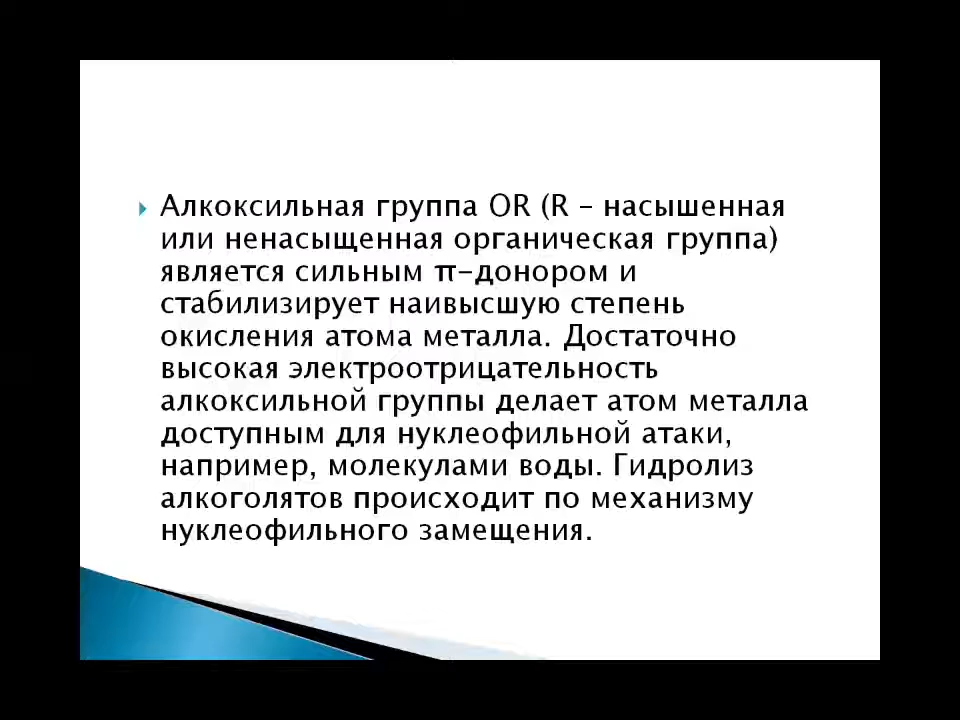 Алкоксильная группа OR (R – насышенная
или ненасыщенная органическая группа)
является сильным π-донором и
стабилизирует наивысшую степень
окисления атома металла. Достаточно
высокая электроотрицательность
алкоксильной группы делает атом металла
доступным для нуклеофильной атаки,
например, молекулами воды. Гидролиз
алкоголятов происходит по механизму
нуклеофильного замещения.